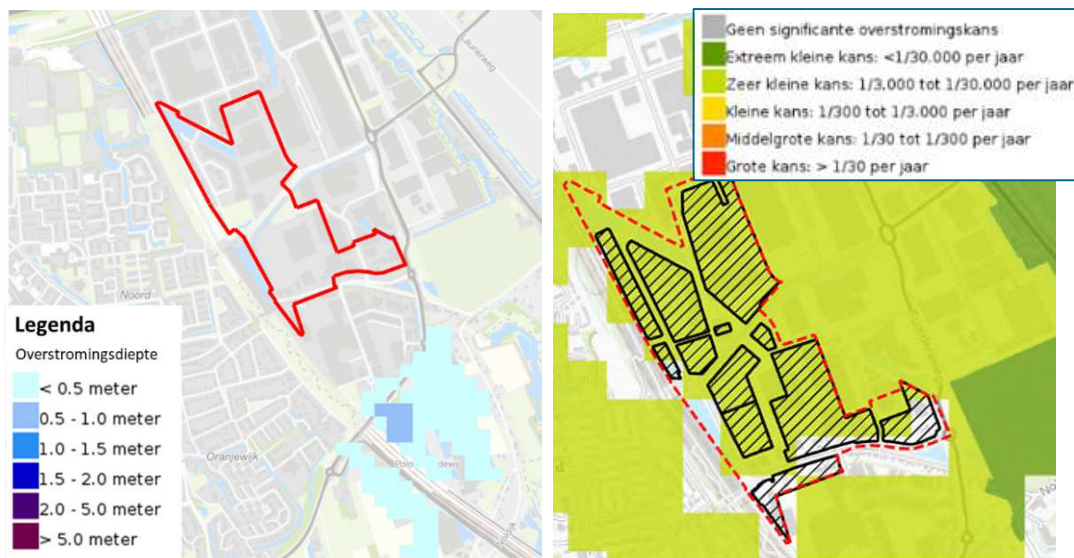 Launerweg
Noord
Oranjewijk
Legenda
Overstromingsdiepte
< 0.5 meter
0.5 - 1.0 meter
1.0 - 1.5 meter
1.5 - 2.0 meter
2.0 - 5.0 meter
> 5.0 meter
Geen significante overstromingskans
Extreem kleine kans: <1/30.000 per jaar
Zeer kleine kans: 1/3.000 tot 1/30.000 per jaar
Kleine kans: 1/300 tot 1/3.000 per jaar
Middelgrote kans: 1/30 tot 1/300 per jaar
Grote kans: > 1/30 per jaar